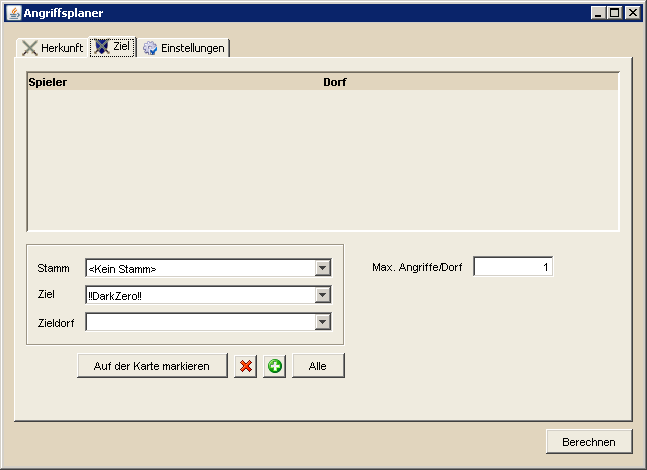 Angriffsplaner
Herkunft Ziel Einstellungen
Spieler Dorf
Stamm <Kein Stamm> Max. Angriffe/Dorf 1
Ziel !!DarkZero!!
Zieldorf
Auf der Karte markieren Alle
Berechnen